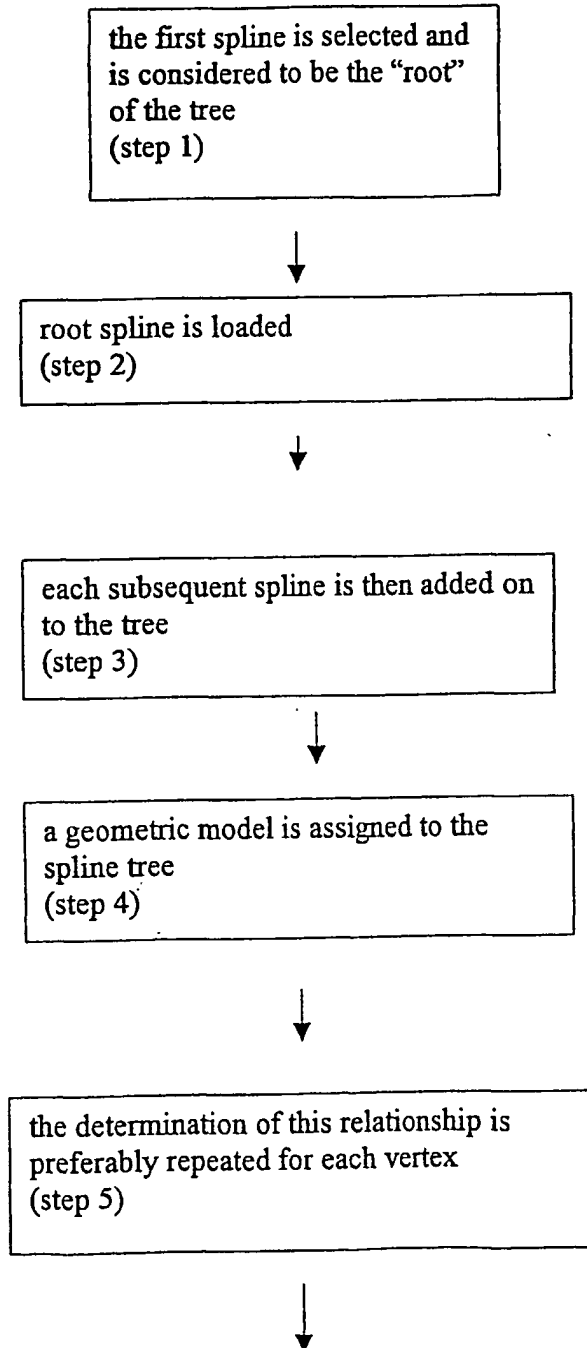 the first spline is selected and
is considered to be the “root”
of the tree
(step 1)
root spline is loaded
(step 2)
each subsequent spline is then added on
to the tree
(step 3)
a geometric model is assigned to the
spline tree
(step 4)
the determination of this relationship is
preferably repeated for each vertex
(step 5)